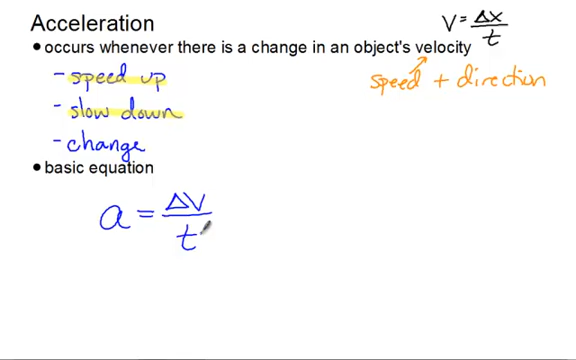 Acceleration
V = Δx/t
• occurs whenever there is a change in an object's velocity
- speed up
speed + direction
- slow down
- change
• basic equation
a = Δv/t